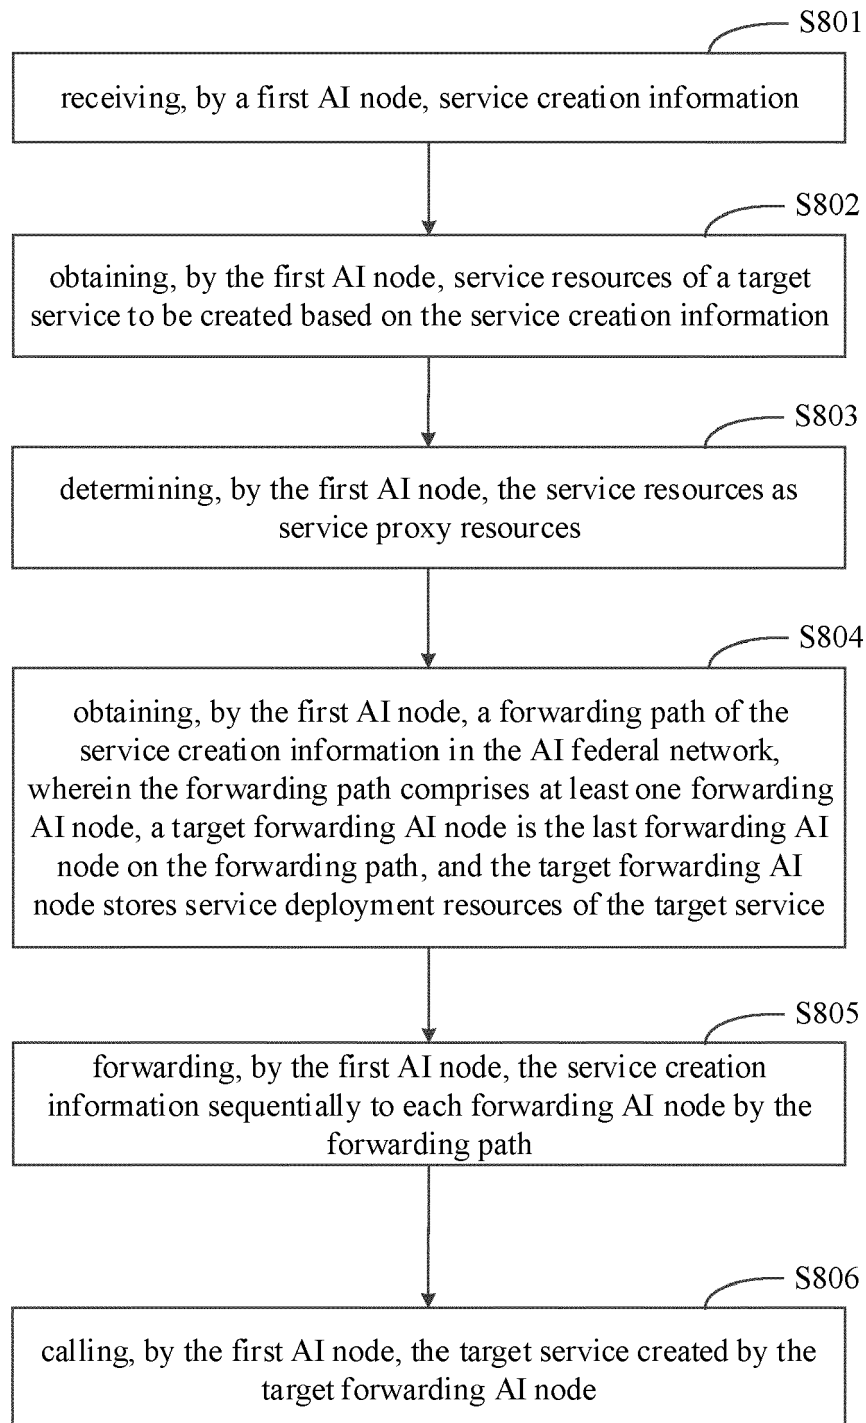 S801
receiving, by a first AI node, service creation information
S802
obtaining, by the first AI node, service resources of a target
service to be created based on the service creation information
S803
determining, by the first AI node, the service resources as
service proxy resources
S804
obtaining, by the first AI node, a forwarding path of the
service creation information in the AI federal network,
wherein the forwarding path comprises at least one forwarding
AI node, a target forwarding AI node is the last forwarding AI
node on the forwarding path, and the target forwarding AI
node stores service deployment resources of the target service
S805
forwarding, by the first AI node, the service creation
information sequentially to each forwarding AI node by the
forwarding path
S806
calling, by the first AI node, the target service created by the
target forwarding AI node